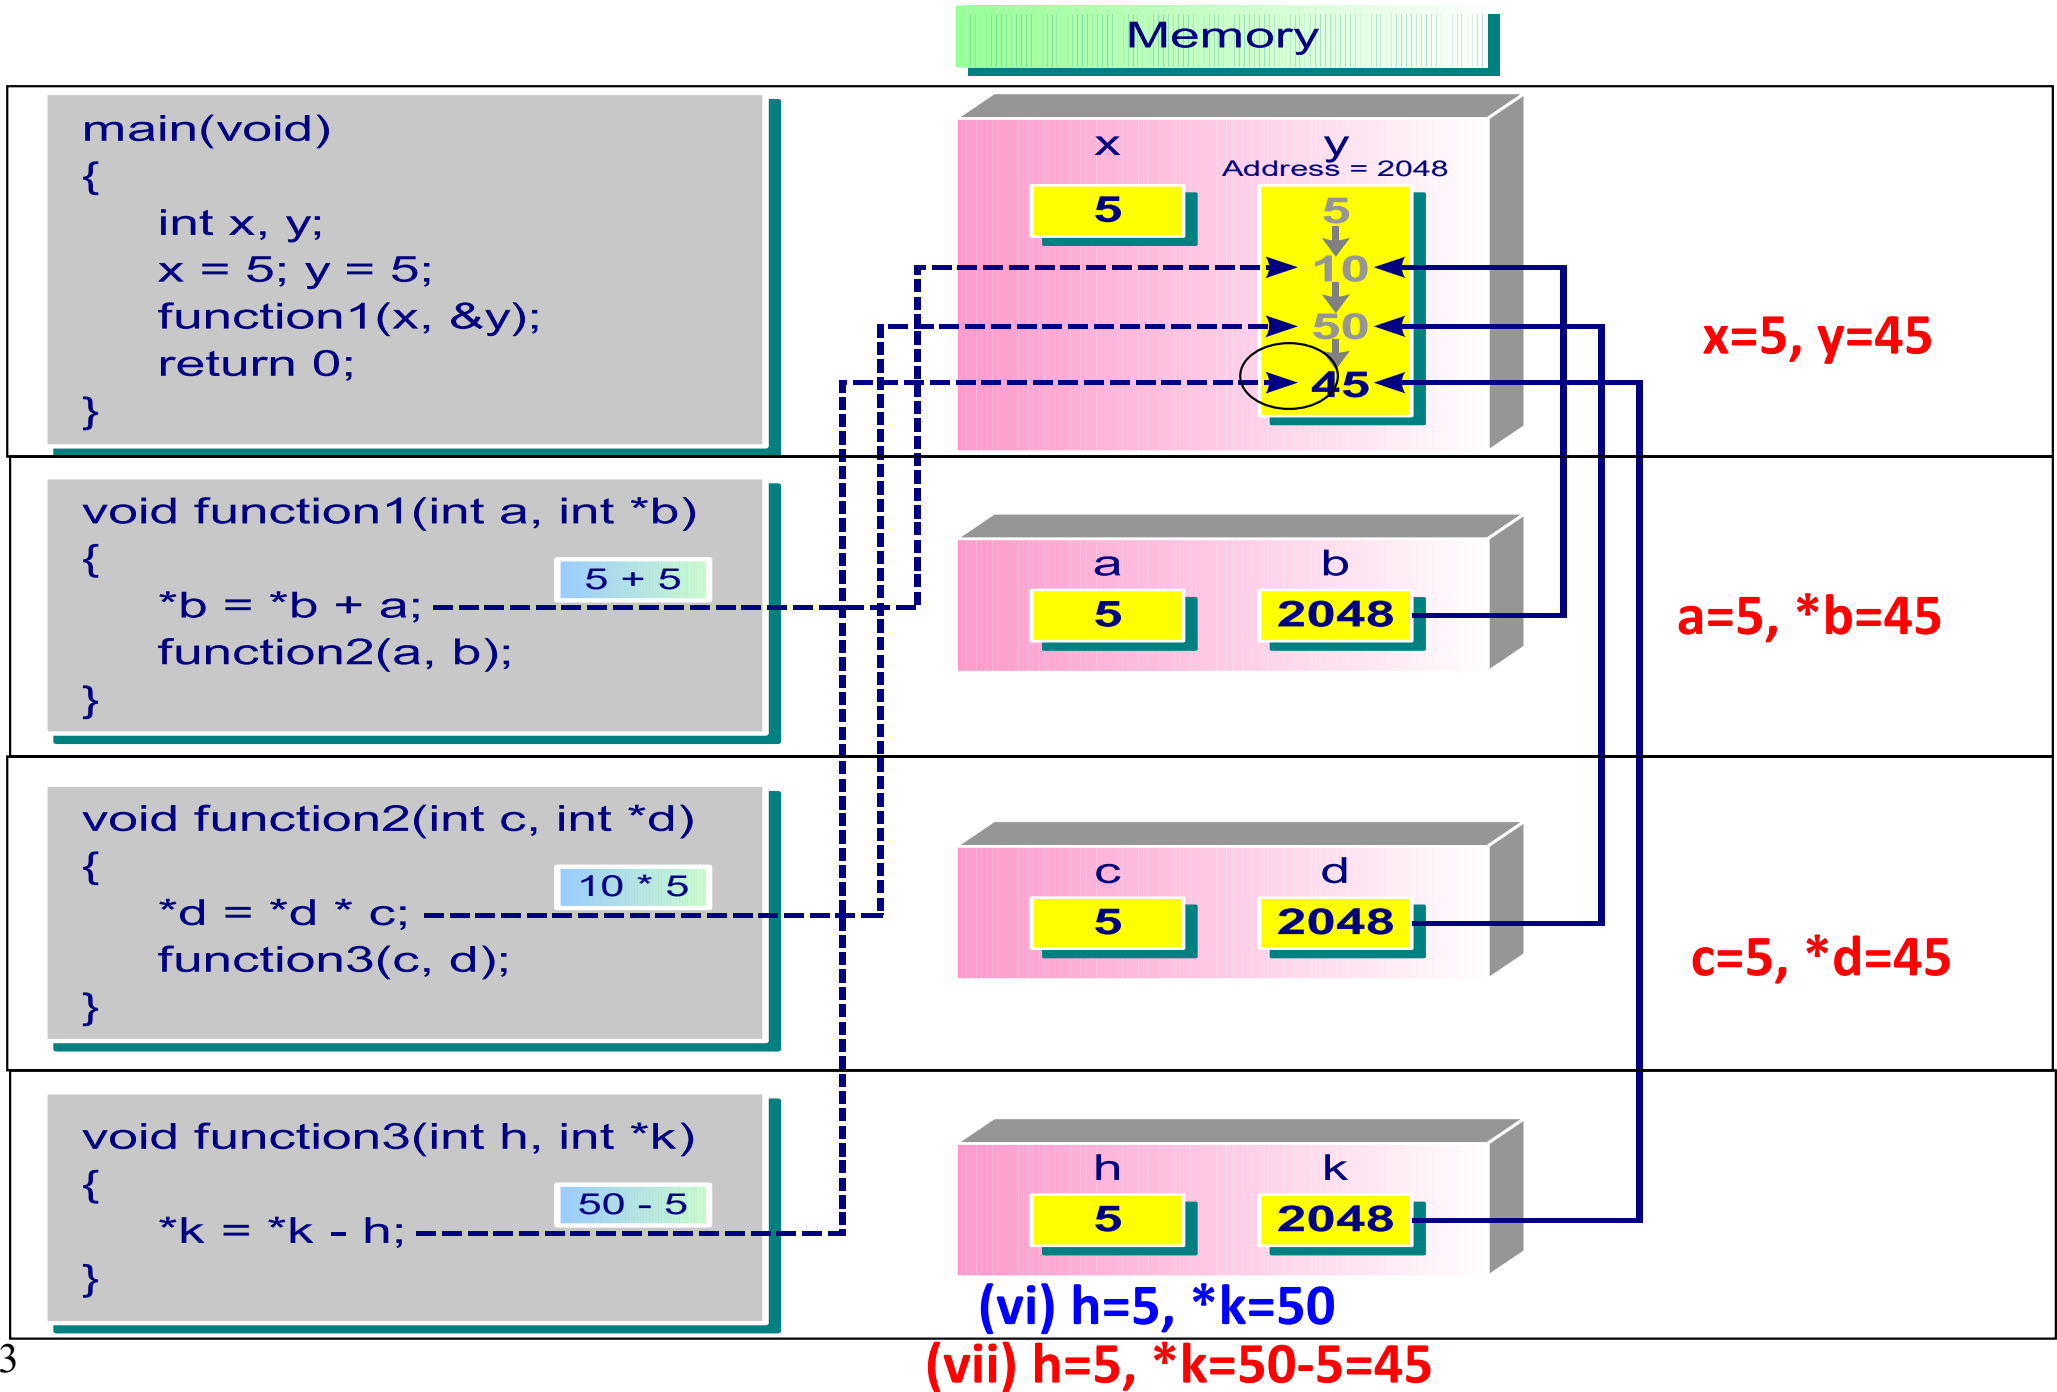 Memory
main(void)
{
int x, y;
x = 5; y = 5;
function1(x, &y);
return 0;
}
x y
Address = 2048
5 5
10
50
45
x=5, y=45
void function1(int a, int *b)
{
5 + 5
*b = *b + a;
function2(a, b);
}
a b
5 2048
a=5, *b=45
void function2(int c, int *d)
{
10 * 5
*d = *d * c;
function3(c, d);
}
c d
5 2048
c=5, *d=45
void function3(int h, int *k)
{
50 - 5
*k = *k - h;
}
h k
5 2048
(vi) h=5, *k=50
(vii) h=5, *k=50-5=45
3